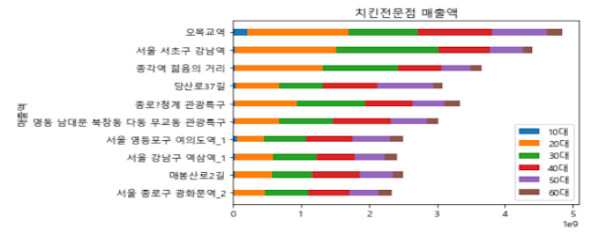 치킨전문점 매출액
오목교역
서울 서초구 강남역
종각역 젊음의 거리
당산로37길
종로?청계 관광특구
명동 남대문 북창동 다동 무교동 관광특구
서울 영등포구 여의도역_1
서울 강남구 역삼역_1
매봉산로2길
서울 종로구 광화문역_2
매출액
10대
20대
30대
40대
50대
60대
0 1 2 3 4 5
1e9